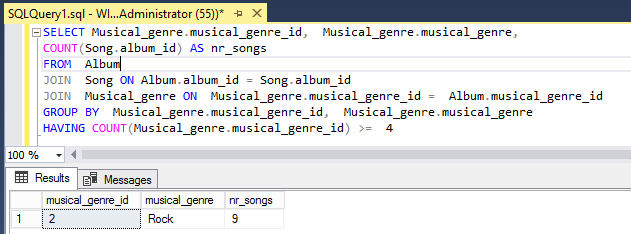 SQLQuery1.sql - WI...Administrator (55))*
SELECT Musical_genre.musical_genre_id,  Musical_genre.musical_genre,
COUNT(Song.album_id) AS nr_songs
FROM  Album
JOIN  Song ON Album.album_id = Song.album_id
JOIN  Musical_genre ON  Musical_genre.musical_genre_id =  Album.musical_genre_id
GROUP BY  Musical_genre.musical_genre_id,  Musical_genre.musical_genre
HAVING COUNT(Musical_genre.musical_genre_id) >=  4
100 %
Results Messages
musical_genre_id musical_genre nr_songs
1 2 Rock 9